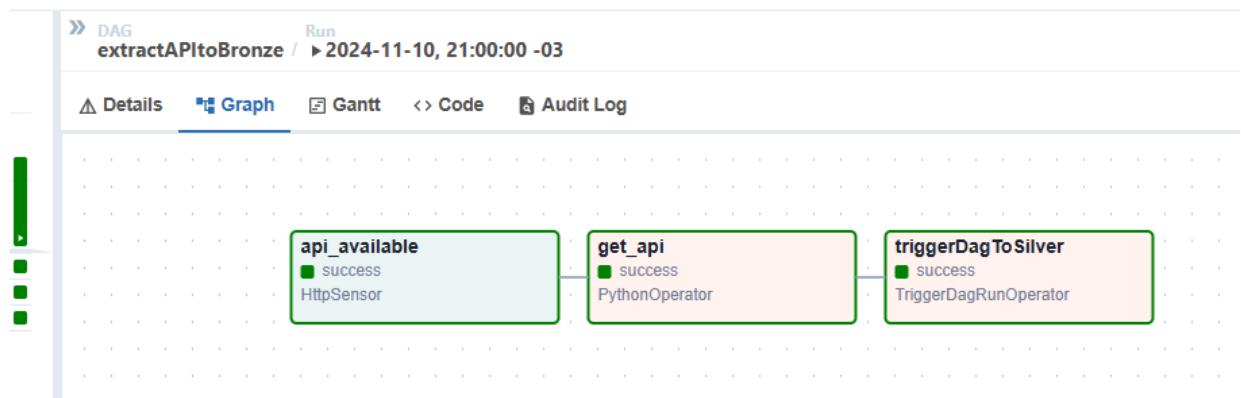 DAG
Run
extractAPItoBronze / 2024-11-10, 21:00:00 -03
Details
Graph
Gantt
Code
Audit Log
api_available
success
HttpSensor
get_api
success
PythonOperator
triggerDagToSilver
success
TriggerDagRunOperator